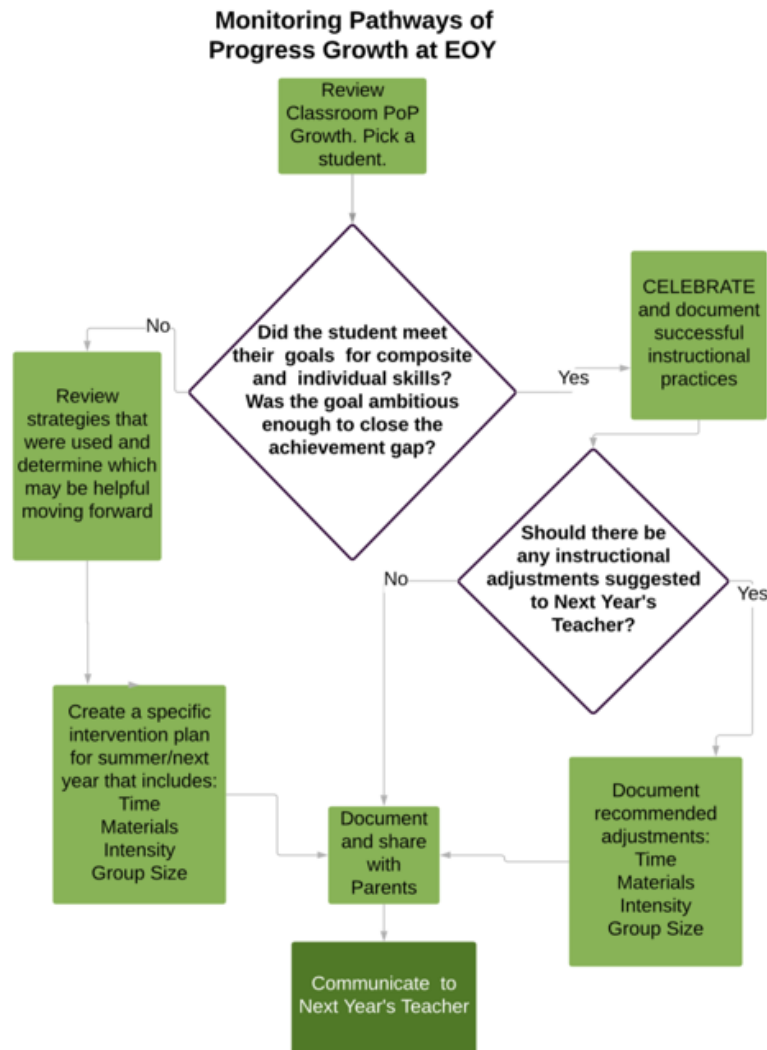 Monitoring Pathways of
Progress Growth at EOY
Review
Classroom PoP
Growth. Pick a
student.
Did the student meet
their goals for composite
and individual skills?
Was the goal ambitious
enough to close the
achievement gap?
No
Yes
CELEBRATE
and document
successful
instructional
practices
Review
strategies that
were used and
determine which
may be helpful
moving forward
Should there be
any instructional
adjustments suggested
to Next Year's
Teacher?
No
Yes
Create a specific
intervention plan
for summer/next
year that includes:
Time
Materials
Intensity
Group Size
Document
recommended
adjustments:
Time
Materials
Intensity
Group Size
Document
and share
with
Parents
Communicate to
Next Year's Teacher